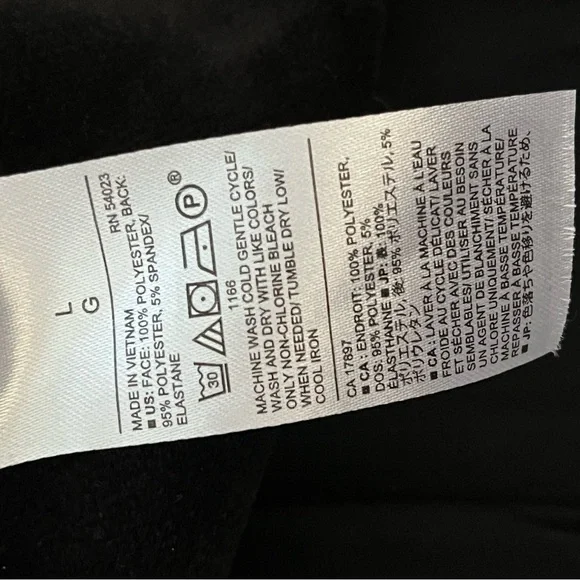 L
G
RN 54023
MADE IN VIETNAM
■ US: FACE: 100% POLYESTER, BACK:
95% POLYESTER, 5% SPANDEX/
ELASTANE
30 P ®
1166
MACHINE WASH COLD GENTLE CYCLE/
WASH AND DRY WITH LIKE COLORS/
ONLY NON-CHLORINE BLEACH
WHEN NEEDED/ TUMBLE DRY LOW/
COOL IRON
CA 17897
■ CA : ENDROIT: 100% POLYESTER,
DOS: 95% POLYESTER, 5%
ÉLASTHANNE ■ JP: 表: 100%
ポリエステル, 後: 95% ポリエステル, 5%
ポリウレタン
■ CA : LAVER À LA MACHINE À L'EAU
FROIDE AU CYCLE DÉLICAT/ LAVER
ET SÉCHER AVEC DES COULEURS
SEMBLABLES/ UTILISER AU BESOIN
UN AGENT DE BLANCHIMENT SANS
CHLORE UNIQUEMENT/ SÉCHER À LA
MACHINE BASSE TEMPÉRATURE/
REPASSER À BASSE TEMPÉRATURE
■ JP: 色落ちや色移りを避けるため、